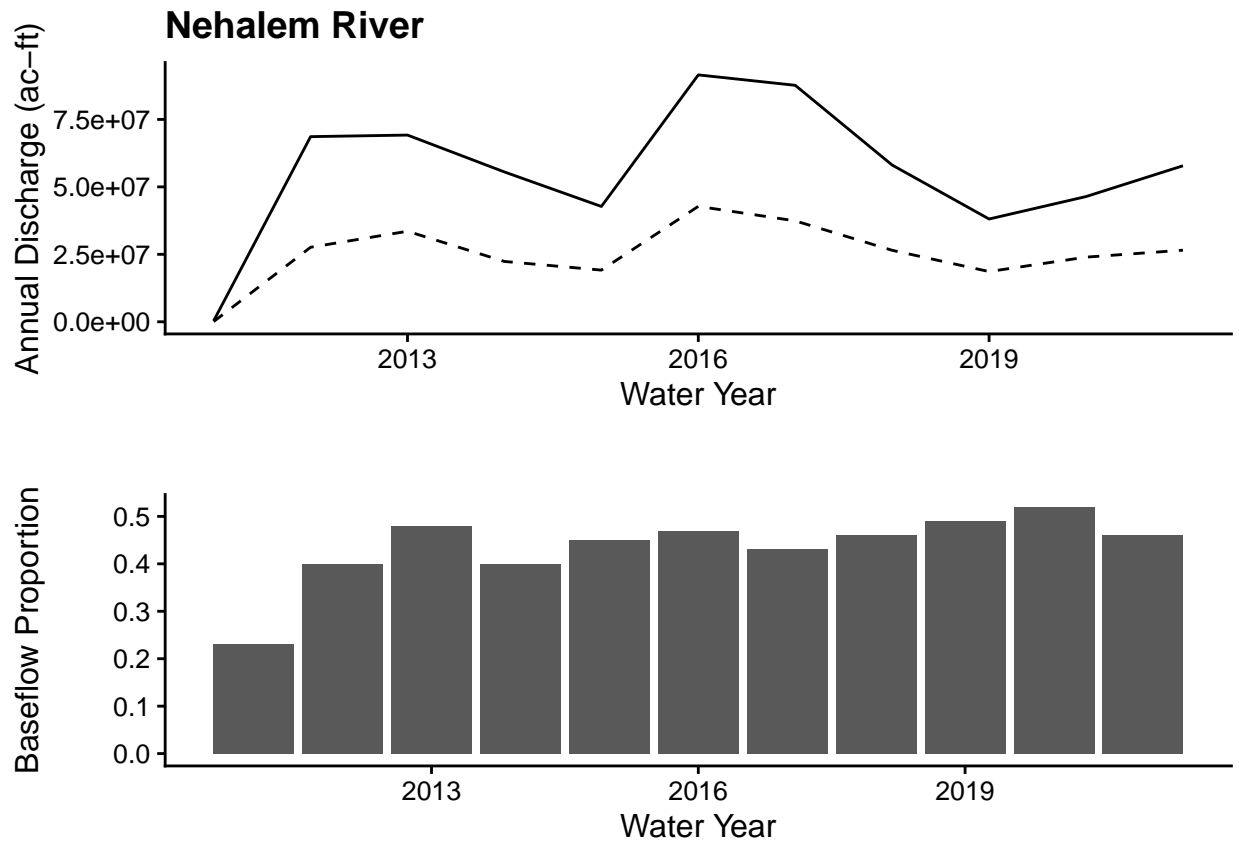 Nehalem River
Annual Discharge (ac−ft)
7.5e+07
5.0e+07
2.5e+07
0.0e+00
2013 2016 2019
Water Year
Baseflow Proportion
0.5
0.4
0.3
0.2
0.1
0.0
2013 2016 2019
Water Year